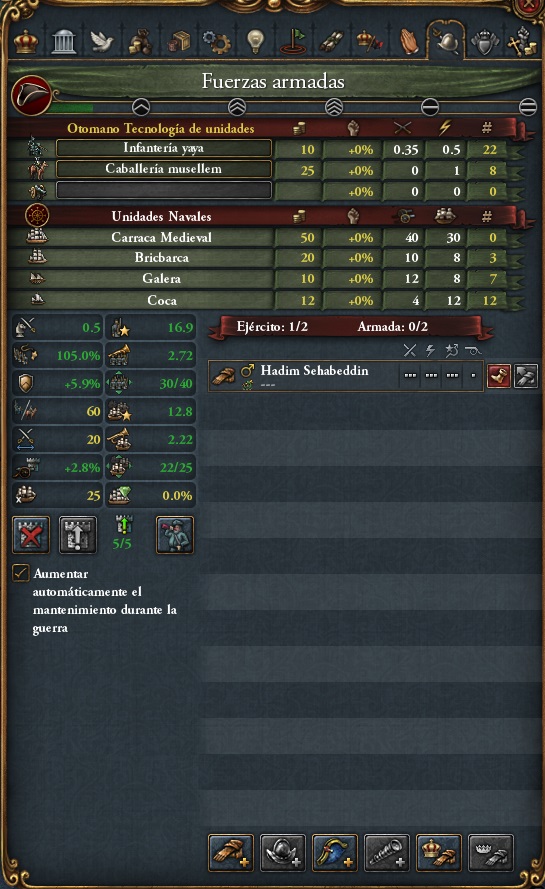 Fuerzas armadas
Otomano Tecnología de unidades #
Infantería yaya 10 +0% 0.35 0.5 22
Caballería musellem 25 +0% 0 1 8
+0% 0 0 0
Unidades Navales #
Carraca Medieval 50 +0% 40 30 0
Bricbarca 20 +0% 10 8 3
Galera 10 +0% 12 8 7
Coca 12 +0% 4 12 12
0.5 16.9
105.0% 2.72
+5.9% 30/40
60 12.8
20 2.22
+2.8% 22/25
25 0.0%
5/5
Aumentar
automáticamente el
mantenimiento durante la
guerra
Ejército: 1/2 Armada: 0/2
Hadim Sehabeddin
---